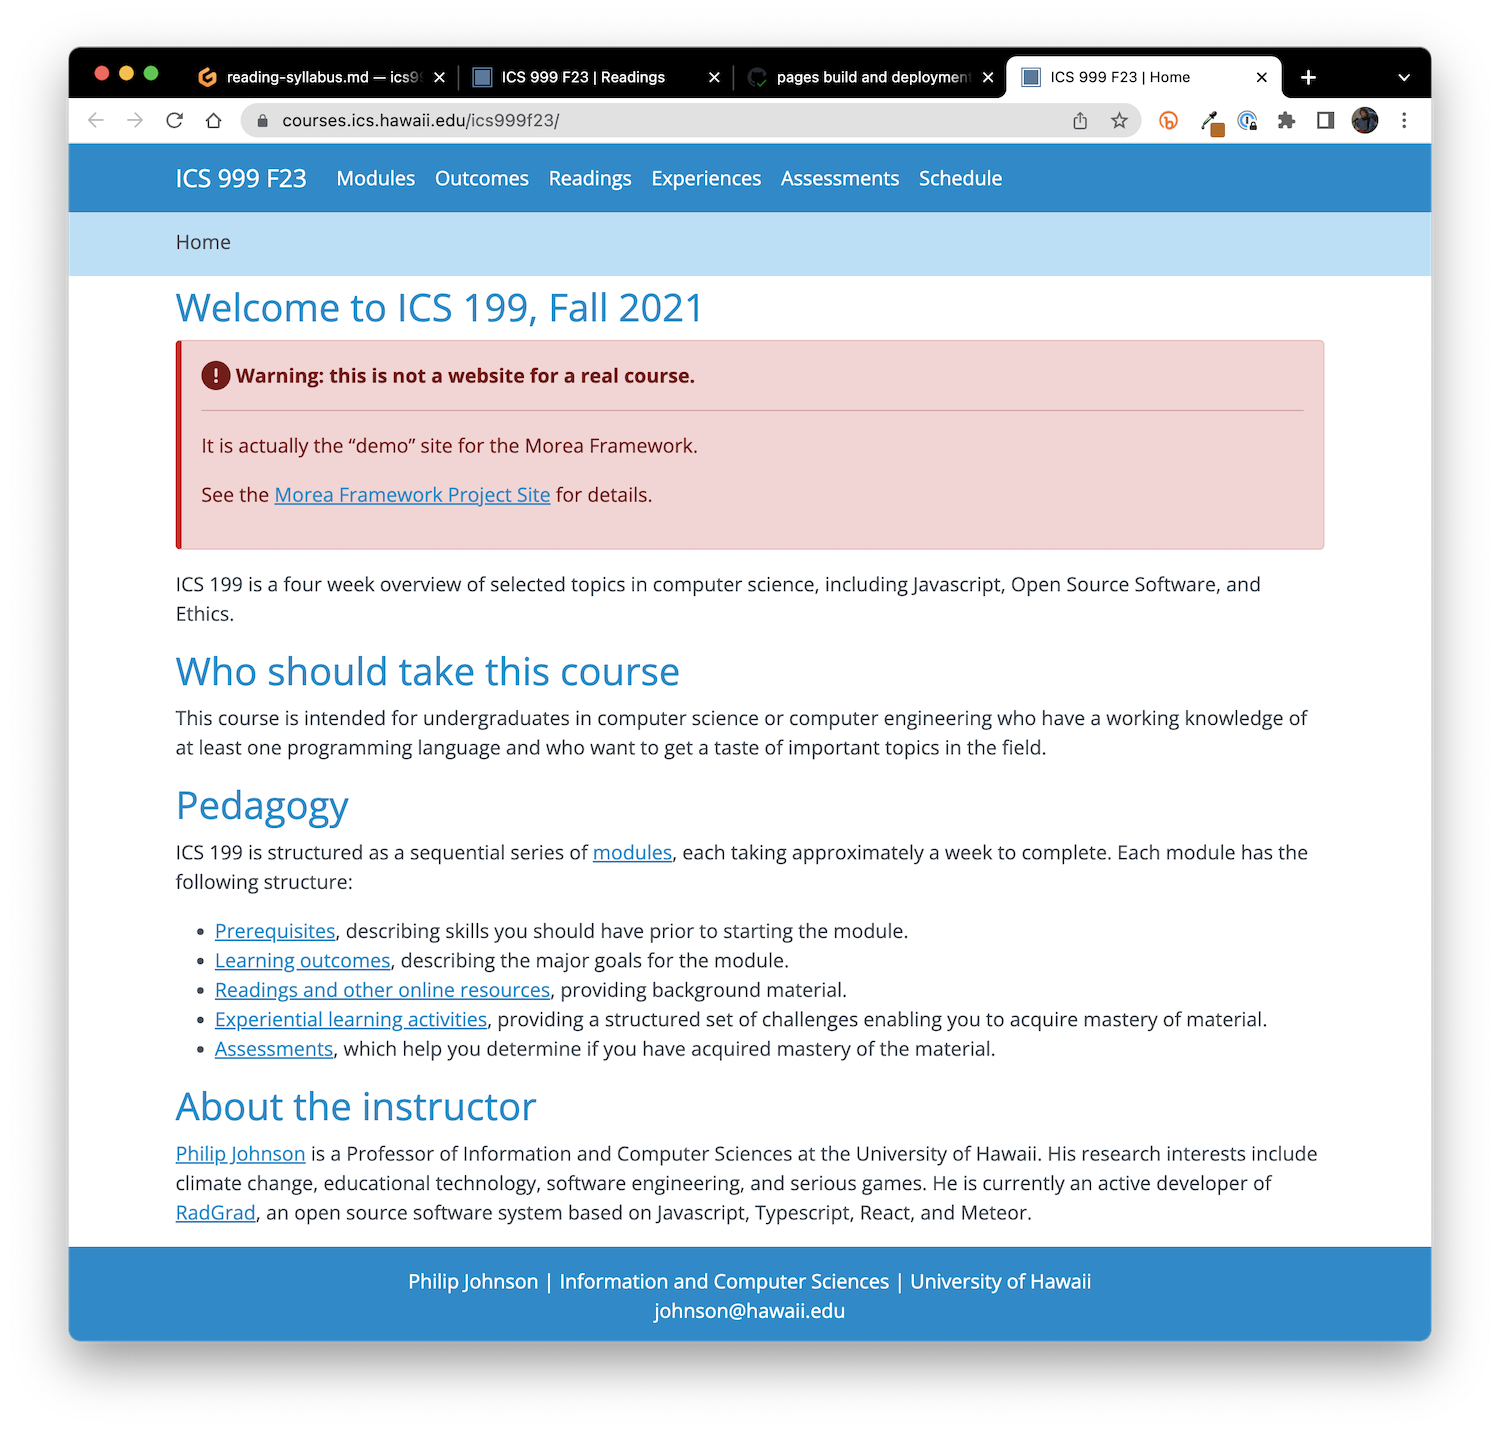 reading-syllabus.md — ics9
ICS 999 F23 | Readings
pages build and deploymen
ICS 999 F23 | Home
courses.ics.hawaii.edu/ics999f23/
ICS 999 F23 Modules Outcomes Readings Experiences Assessments Schedule
Home
Welcome to ICS 199, Fall 2021
Warning: this is not a website for a real course.
It is actually the “demo” site for the Morea Framework.
See the Morea Framework Project Site for details.
ICS 199 is a four week overview of selected topics in computer science, including Javascript, Open Source Software, and
Ethics.
Who should take this course
This course is intended for undergraduates in computer science or computer engineering who have a working knowledge of
at least one programming language and who want to get a taste of important topics in the field.
Pedagogy
ICS 199 is structured as a sequential series of modules, each taking approximately a week to complete. Each module has the
following structure:
• Prerequisites, describing skills you should have prior to starting the module.
• Learning outcomes, describing the major goals for the module.
• Readings and other online resources, providing background material.
• Experiential learning activities, providing a structured set of challenges enabling you to acquire mastery of material.
• Assessments, which help you determine if you have acquired mastery of the material.
About the instructor
Philip Johnson is a Professor of Information and Computer Sciences at the University of Hawaii. His research interests include
climate change, educational technology, software engineering, and serious games. He is currently an active developer of
RadGrad, an open source software system based on Javascript, Typescript, React, and Meteor.
Philip Johnson | Information and Computer Sciences | University of Hawaii
johnson@hawaii.edu